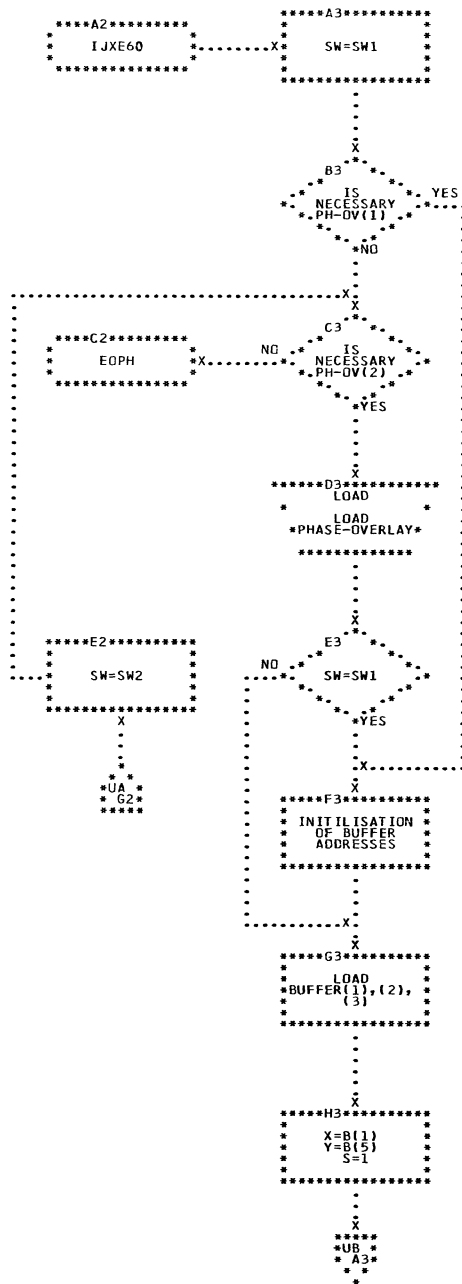 A2
IJXE60
A3
SW=SW1
B3
IS
NECESSARY
PH-OV(1)
YES
NO
C2
EOPH
NO
C3
IS
NECESSARY
PH-OV(2)
YES
D3
LOAD
LOAD
PHASE-OVERLAY
E2
SW=SW2
NO
E3
SW=SW1
YES
UA
G2
F3
INITILISATION
OF BUFFER
ADDRESSES
G3
LOAD
BUFFER(1),(2),
(3)
H3
X=B(1)
Y=B(5)
S=1
UB
A3